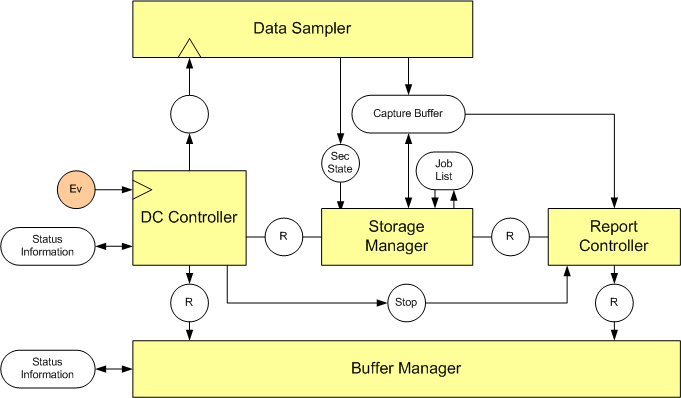 Data Sampler
Capture Buffer
Sec
State
Job
List
Ev
DC Controller
Status
Information
R
Storage
Manager
R
Report
Controller
R
Stop
R
Status
Information
Buffer Manager